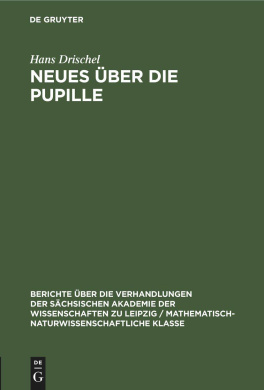 DE GRUYTER
Hans Drischel
NEUES ÜBER DIE
PUPILLE
BERICHTE ÜBER DIE VERHANDLUNGEN
DER SÄCHSISCHEN AKADEMIE DER
WISSENSCHAFTEN ZU LEIPZIG / MATHEMATISCH-
NATURWISSENSCHAFTLICHE KLASSE
DE
G